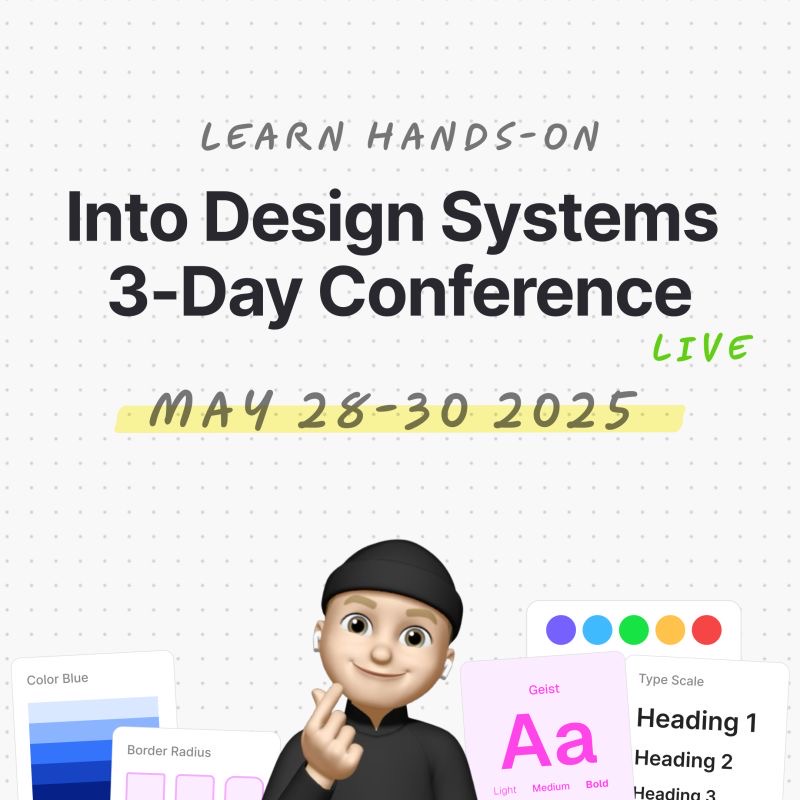 LEARN HANDS-ON
Into Design Systems
3-Day Conference
LIVE
MAY 28-30 2025
Color Blue
Border Radius
Geist
Aa
Light Medium Bold
Type Scale
Heading 1
Heading 2
Heading 3